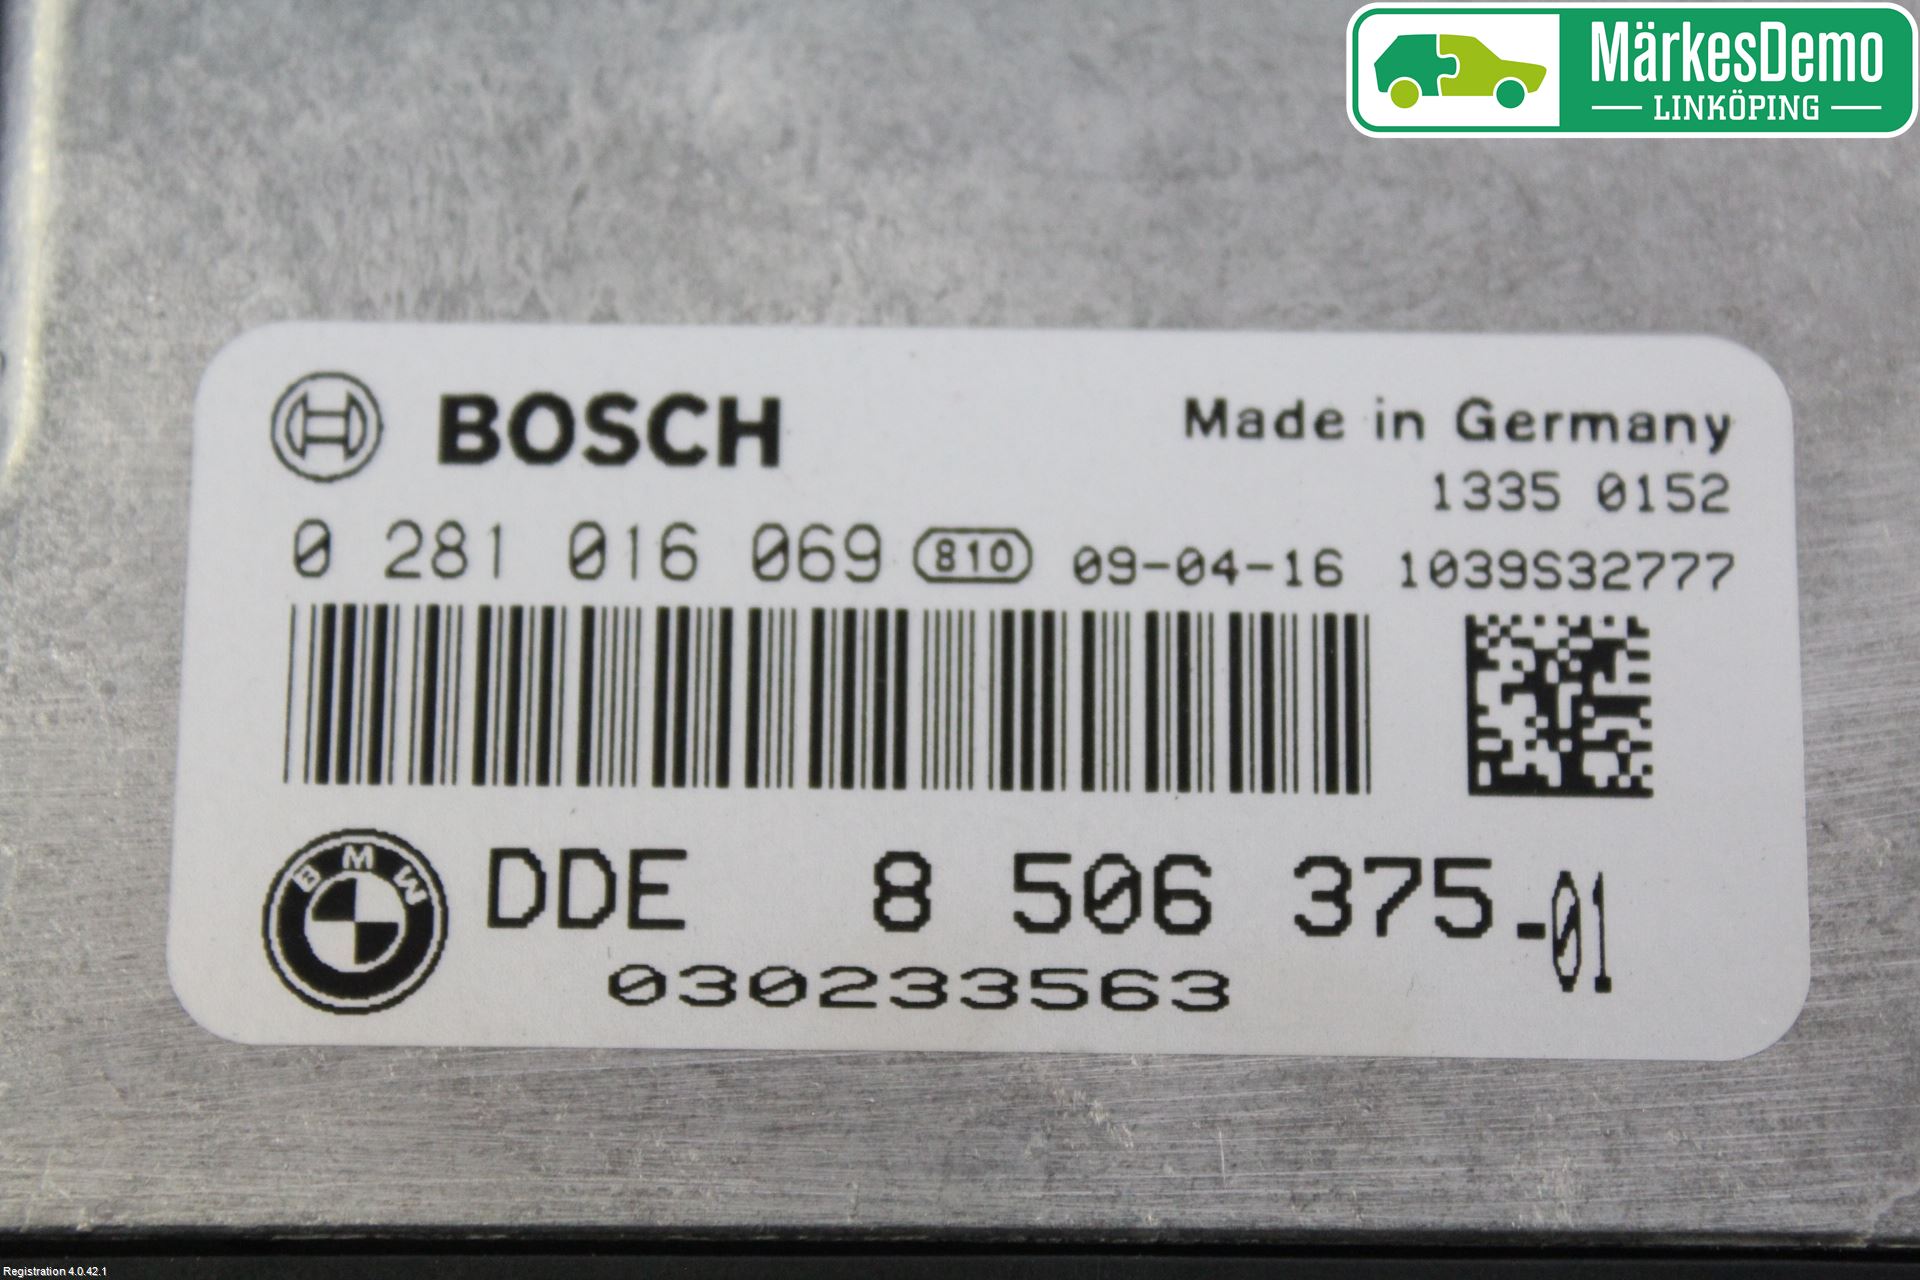 MärkesDemo
LINKÖPING
BOSCH
Made in Germany
1335 0152
0 281 016 069 810 09-04-16 1039S32777
BMW
DDE 8 506 375-01
030233563
Registration 4.0.42.1